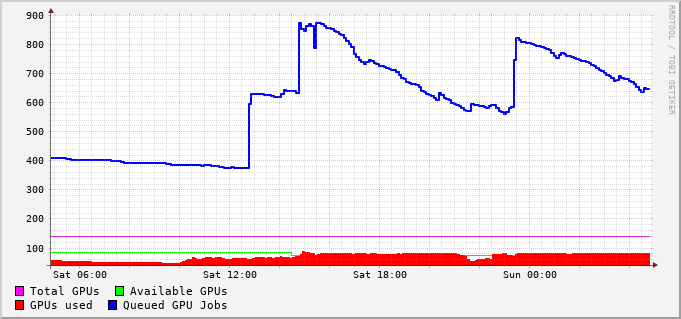 900
800
700
600
500
400
300
200
100
Sat 06:00 Sat 12:00 Sat 18:00 Sun 00:00
Total GPUs Available GPUs
GPUs used Queued GPU Jobs
RRDTOOL / TOBI OETIKER